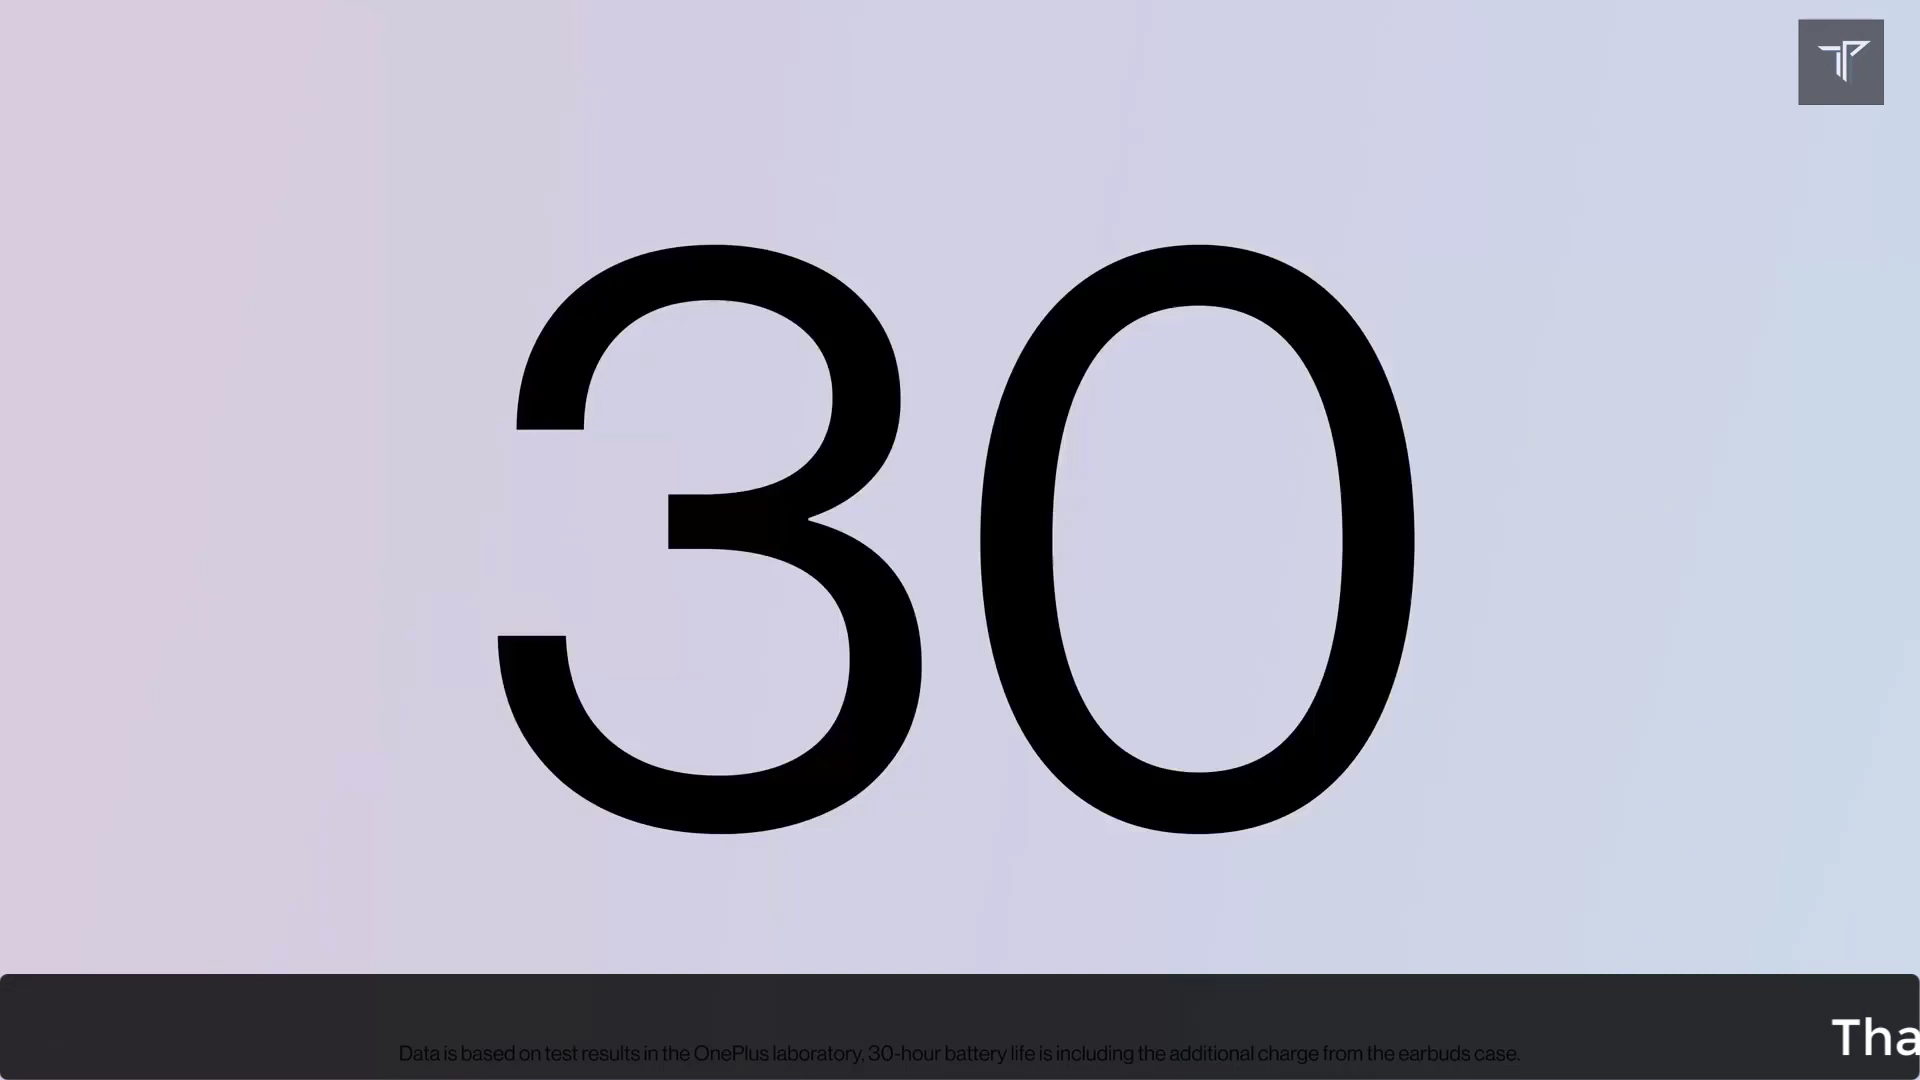 30
Data is based on test results in the OnePlus laboratory, 30-hour battery life is including the additional charge from the earbuds case.
Tha